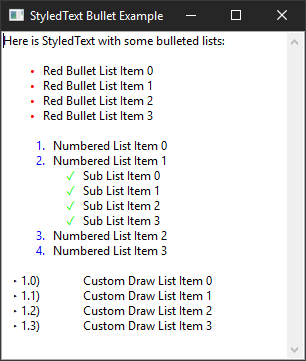 StyledText Bullet Example
Here is StyledText with some bulleted lists:
• Red Bullet List Item 0
• Red Bullet List Item 1
• Red Bullet List Item 2
• Red Bullet List Item 3
1. Numbered List Item 0
2. Numbered List Item 1
✓ Sub List Item 0
✓ Sub List Item 1
✓ Sub List Item 2
✓ Sub List Item 3
3. Numbered List Item 2
4. Numbered List Item 3
‣ 1.0) Custom Draw List Item 0
‣ 1.1) Custom Draw List Item 1
‣ 1.2) Custom Draw List Item 2
‣ 1.3) Custom Draw List Item 3